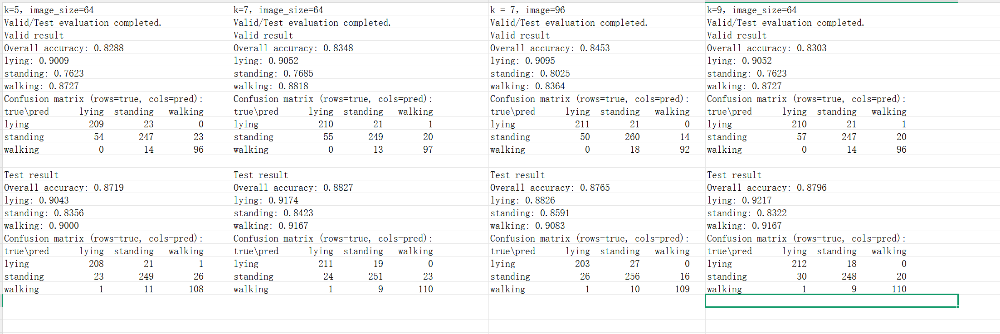 k=5, image_size=64
Valid/Test evaluation completed.
Valid result
Overall accuracy: 0.8288
lying: 0.9009
standing: 0.7623
walking: 0.8727
Confusion matrix (rows=true, cols=pred):
true\pred lying standing walking
lying 209 23 0
standing 54 247 23
walking 0 14 96
Test result
Overall accuracy: 0.8719
lying: 0.9043
standing: 0.8356
walking: 0.9000
Confusion matrix (rows=true, cols=pred):
true\pred lying standing walking
lying 208 21 1
standing 23 249 26
walking 1 11 108
k=7, image_size=64
Valid/Test evaluation completed.
Valid result
Overall accuracy: 0.8348
lying: 0.9052
standing: 0.7685
walking: 0.8818
Confusion matrix (rows=true, cols=pred):
true\pred lying standing walking
lying 210 21 1
standing 55 249 20
walking 0 13 97
Test result
Overall accuracy: 0.8827
lying: 0.9174
standing: 0.8423
walking: 0.9167
Confusion matrix (rows=true, cols=pred):
true\pred lying standing walking
lying 211 19 0
standing 24 251 23
walking 1 9 110
k = 7, image=96
Valid/Test evaluation completed.
Valid result
Overall accuracy: 0.8453
lying: 0.9095
standing: 0.8025
walking: 0.8364
Confusion matrix (rows=true, cols=pred):
true\pred lying standing walking
lying 211 21 0
standing 50 260 14
walking 0 18 92
Test result
Overall accuracy: 0.8765
lying: 0.8826
standing: 0.8591
walking: 0.9083
Confusion matrix (rows=true, cols=pred):
true\pred lying standing walking
lying 203 27 0
standing 26 256 16
walking 1 10 109
k=9, image_size=64
Valid/Test evaluation completed.
Valid result
Overall accuracy: 0.8303
lying: 0.9052
standing: 0.7623
walking: 0.8727
Confusion matrix (rows=true, cols=pred):
true\pred lying standing walking
lying 210 21 1
standing 57 247 20
walking 0 14 96
Test result
Overall accuracy: 0.8796
lying: 0.9217
standing: 0.8322
walking: 0.9167
Confusion matrix (rows=true, cols=pred):
true\pred lying standing walking
lying 212 18 0
standing 30 248 20
walking 1 9 110